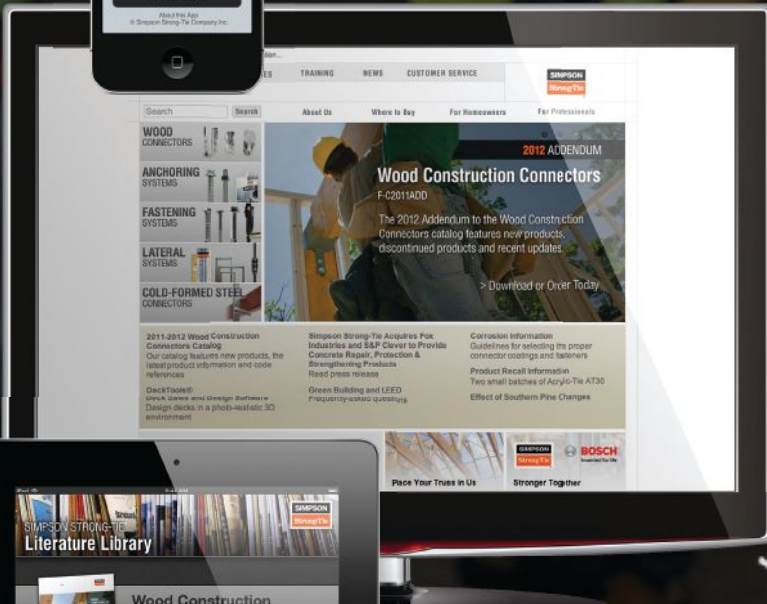 About this App
© Simpson Strong-Tie Company Inc.
TRAINING
NEWS
CUSTOMER SERVICE
SIMPSON
Strong-Tie
Search
Search
About Us
Where to Buy
For Homeowners
For Professionals
WOOD
CONNECTORS
ANCHORING
SYSTEMS
FASTENING
SYSTEMS
LATERAL
SYSTEMS
COLD-FORMED STEEL
CONNECTORS
2012 ADDENDUM
Wood Construction Connectors
F-C2011ADD
The 2012 Addendum to the Wood Construction
Connectors catalog features new products,
discontinued products and recent updates.
> Download or Order Today
2011-2012 Wood Construction
Connectors Catalog
Our catalog features new products, the
latest product information and code
references
DeckTools®
Quick Sales and Design Software
Design decks in a photo-realistic 3D
environment
Simpson Strong-Tie Acquires Fox
Industries and S&P Clever to Provide
Concrete Repair, Protection &
Strengthening Products
Read press release
Green Building and LEED
Frequently-asked questions
Corrosion Information
Guidelines for selecting the proper
connector coatings and fasteners
Product Recall Information
Two small batches of Acrylic-Tie AT30
Effect of Southern Pine Changes
Place Your Truss in Us
SIMPSON
Strong-Tie
BOSCH
Invented for life
Stronger Together
SIMPSON STRONG-TIE
Literature Library
SIMPSON
Strong-Tie
Wood Construction